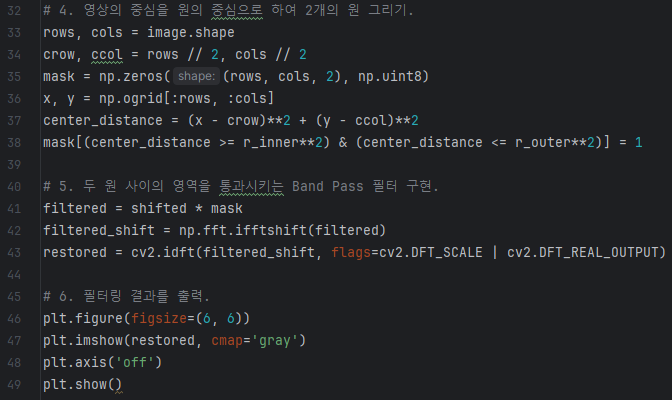 32 # 4. 영상의 중심을 원의 중심으로 하여 2개의 원 그리기.
33 rows, cols = image.shape
34 crow, ccol = rows // 2, cols // 2
35 mask = np.zeros( shape: (rows, cols, 2), np.uint8)
36 x, y = np.ogrid[:rows, :cols]
37 center_distance = (x - crow)**2 + (y - ccol)**2
38 mask[(center_distance >= r_inner**2) & (center_distance <= r_outer**2)] = 1
39
40 # 5. 두 원 사이의 영역을 통과시키는 Band Pass 필터 구현.
41 filtered = shifted * mask
42 filtered_shift = np.fft.ifftshift(filtered)
43 restored = cv2.idft(filtered_shift, flags=cv2.DFT_SCALE | cv2.DFT_REAL_OUTPUT)
44
45 # 6. 필터링 결과를 출력.
46 plt.figure(figsize=(6, 6))
47 plt.imshow(restored, cmap='gray')
48 plt.axis('off')
49 plt.show()